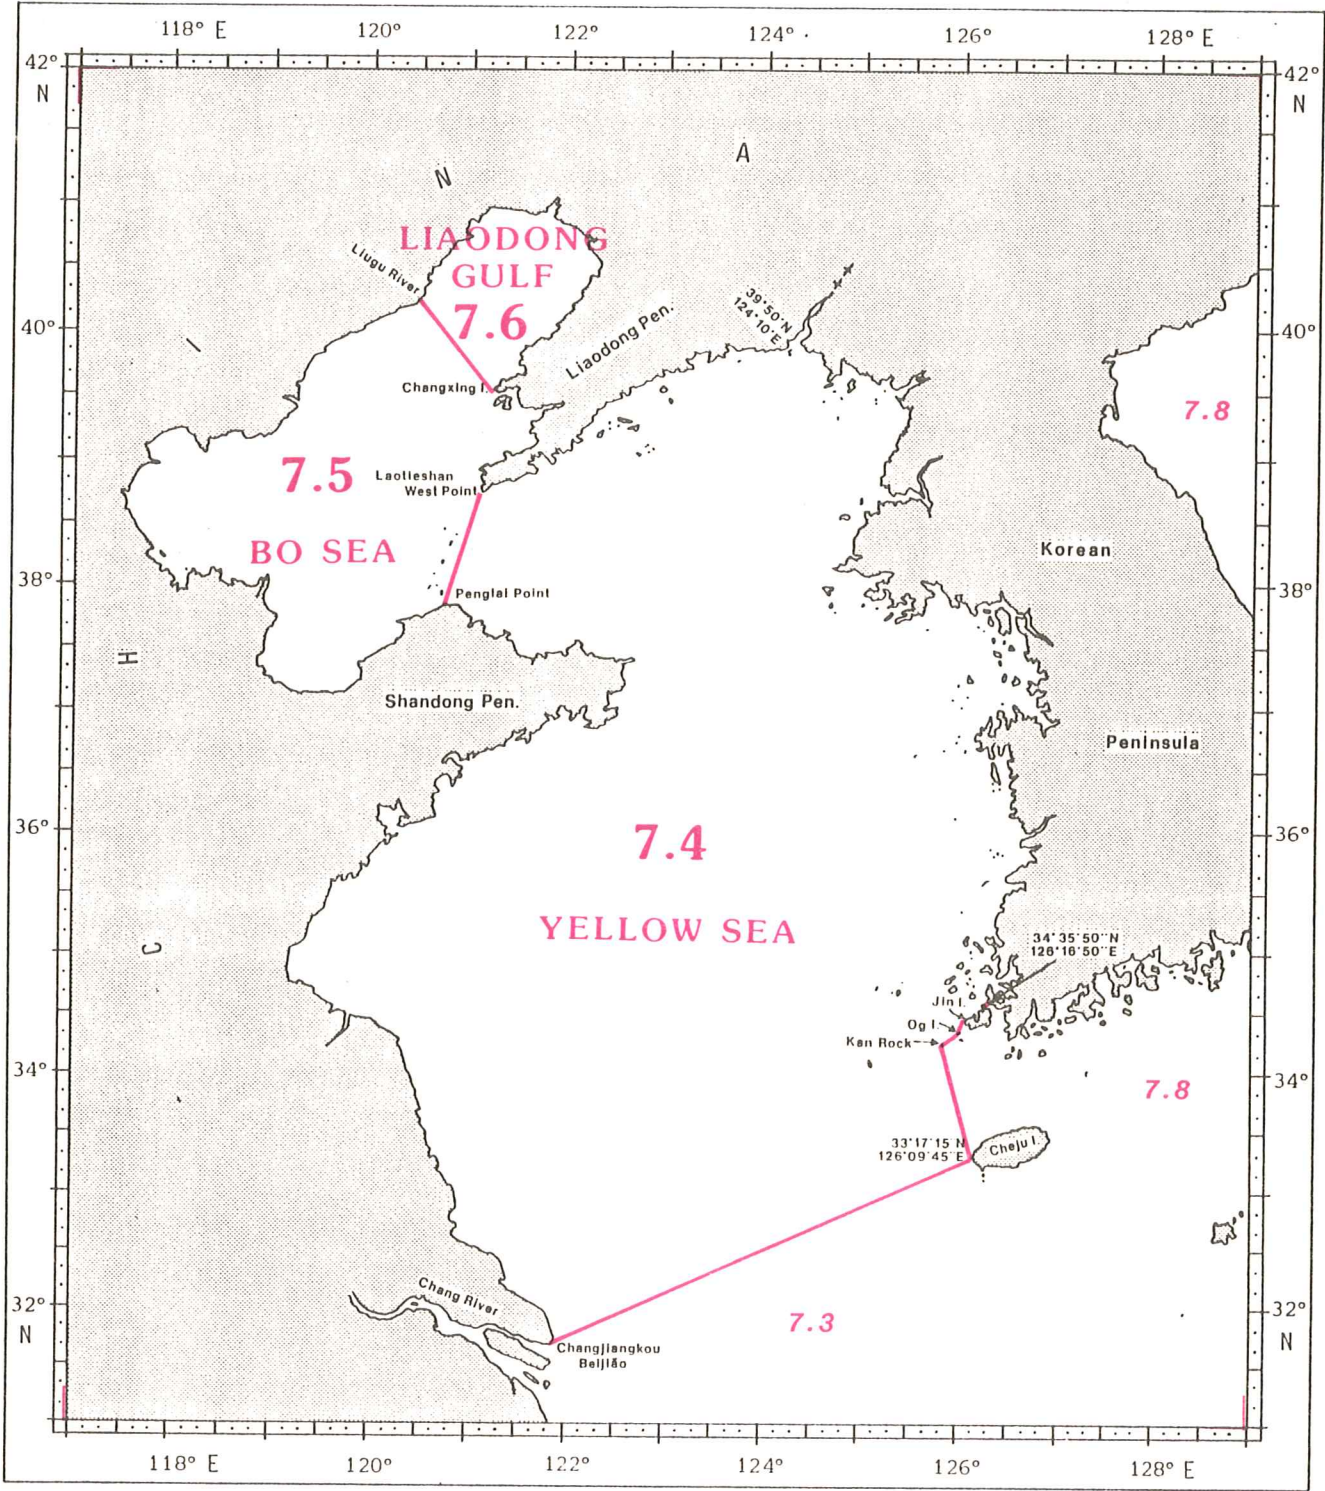 118° E 120° 122° 124° 126° 128° E
42° 42°
N N
A
N
LIAODONG
GULF
7.6
Liugu River
39°50'N
124°10'E
40° 40°
I
Liaodong Pen.
Changxing I.
7.8
7.5
Laotieshan
West Point
BO SEA
Korean
38° 38°
Penglai Point
H
Shandong Pen.
Peninsula
36° 36°
7.4
YELLOW SEA
C
34°35'50"N
126°16'50"E
Jin I.
Og I.
Kan Rock
34° 34°
7.8
33°17'15 N
126°09'45"E
Cheju I.
Chang River
32° 32°
N N
7.3
Changjiangkou
Beijiāo
118° E 120° 122° 124° 126° 128° E